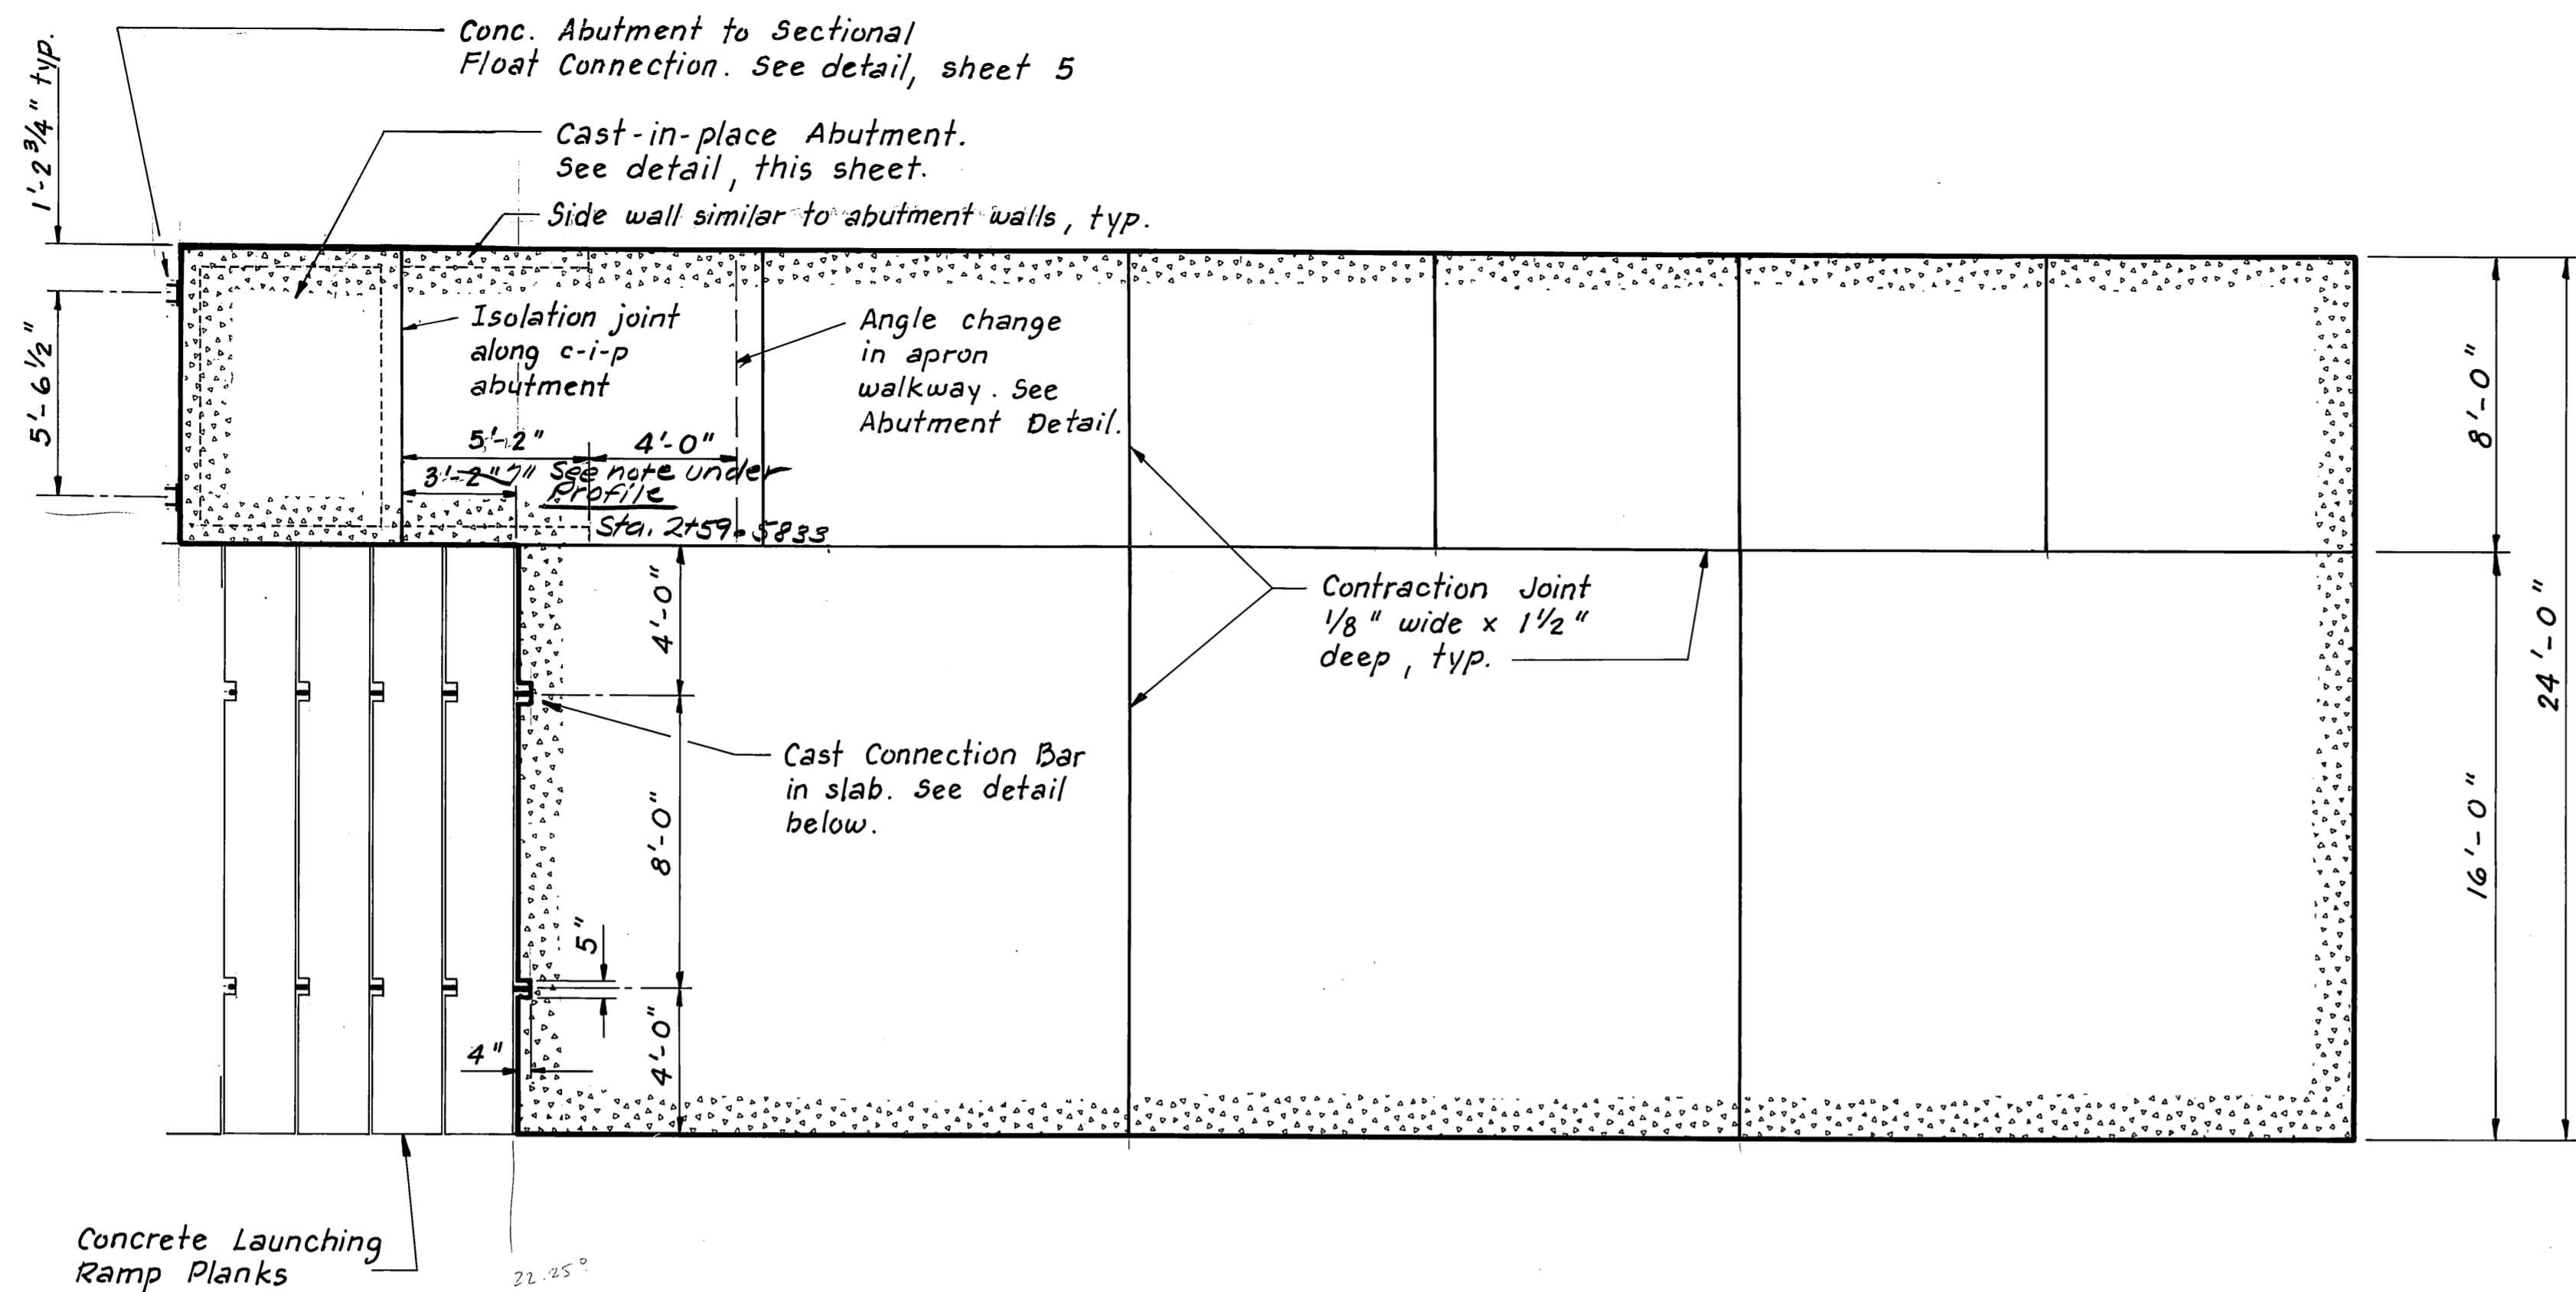 Conc. Abutment to Sectional
Float Connection. See detail, sheet 5
1'-2 3/4" typ.
Cast-in-place Abutment.
See detail, this sheet.
Side wall similar to abutment walls, typ.
5'-6 1/2"
Isolation joint
along c-i-p
abutment
Angle change
in apron
walkway. See
Abutment Detail.
8'-0"
5'-2"
4'-0"
3'-2" See note under
Profile
Sta. 2+59.5833
4'-0"
Contraction Joint
1/8" wide x 1 1/2"
deep, typ.
24'-0"
Cast Connection Bar
in slab. See detail
below.
8'-0"
16'-0"
5"
4"
4'-0"
Concrete Launching
Ramp Planks
22.25°